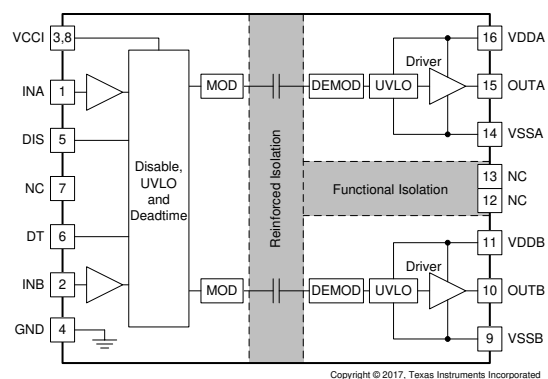 VCCI 3,8
INA 1
DIS 5
NC 7
DT 6
INB 2
GND 4
Disable,
UVLO
and
Deadtime
MOD
MOD
Reinforced Isolation
Functional Isolation
DEMOD UVLO Driver
DEMOD UVLO Driver
16 VDDA
15 OUTA
14 VSSA
13 NC
12 NC
11 VDDB
10 OUTB
9 VSSB
Copyright © 2017, Texas Instruments Incorporated